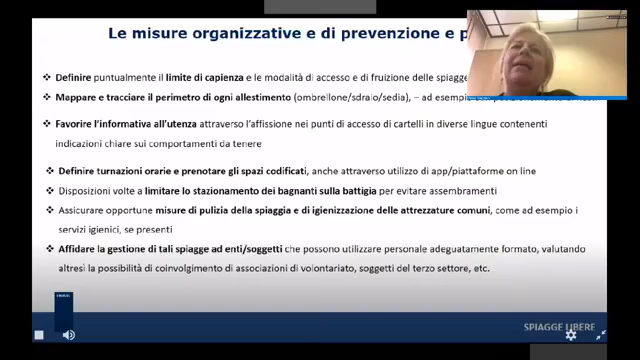 Le misure organizzative e di prevenzione e p
❖ Definire puntualmente il limite di capienza e le modalità di accesso e di fruizione delle spiagge
❖ Mappare e tracciare il perimetro di ogni allestimento (ombrellone/sdraio/sedia), – ad esempio
❖ Favorire l'informativa all'utenza attraverso l'affissione nei punti di accesso di cartelli in diverse lingue contenenti
indicazioni chiare sui comportamenti da tenere
❖ Definire turnazioni orarie e prenotare gli spazi codificati, anche attraverso utilizzo di app/piattaforme on line
❖ Disposizioni volte a limitare lo stazionamento dei bagnanti sulla battigia per evitare assembramenti
❖ Assicurare opportune misure di pulizia della spiaggia e di igienizzazione delle attrezzature comuni, come ad esempio i
servizi igienici, se presenti
❖ Affidare la gestione di tali spiagge ad enti/soggetti che possono utilizzare personale adeguatamente formato, valutando
altresì la possibilità di coinvolgimento di associazioni di volontariato, soggetti del terzo settore, etc.
SPIAGGE LIBERE